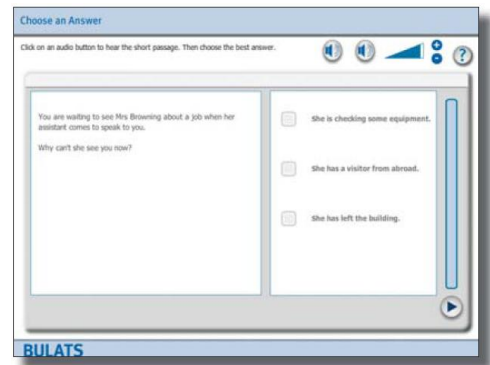 Choose an Answer
Click on an audio button to hear the short passage. Then choose the best answer.
You are waiting to see Mrs Browning about a job when her
assistant comes to speak to you.
Why can't she see you now?
She is checking some equipment.
She has a visitor from abroad.
She has left the building.
BULATS